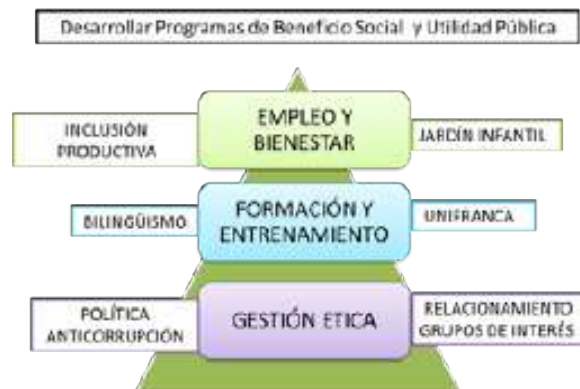 Desarrollar Programas de Beneficio Social y Utilidad Pública
INCLUSIÓN
PRODUCTIVA
EMPLEO Y
BIENESTAR
JARDÍN INFANTIL
BILINGÜISMO
FORMACIÓN Y
ENTRENAMIENTO
UNIFRANCA
POLÍTICA
ANTICORRUPCIÓN
GESTIÓN ETICA
RELACIONAMIENTO
GRUPOS DE INTERÉS